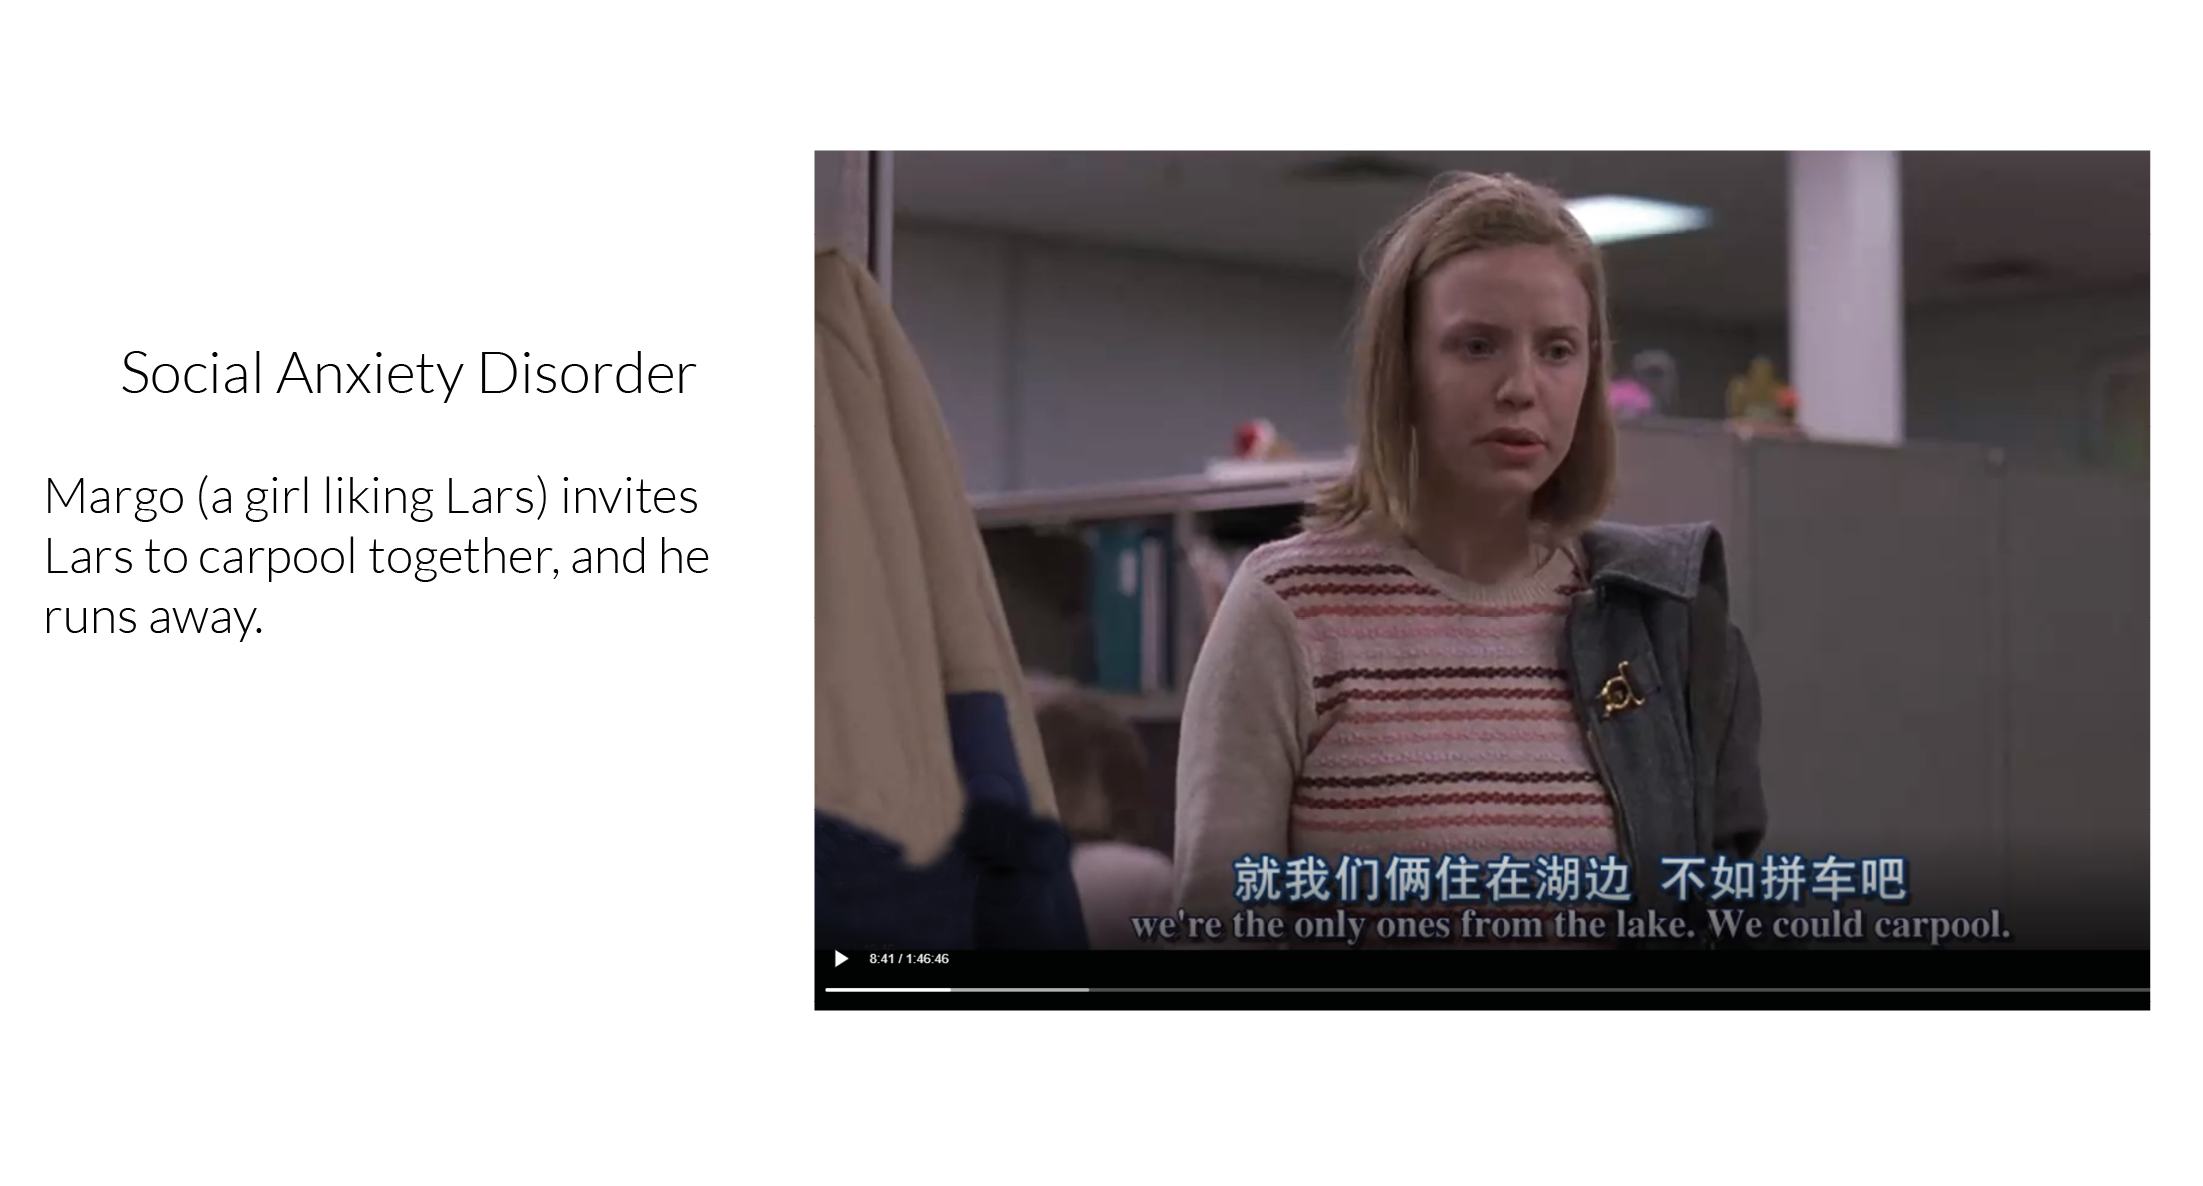 Social Anxiety Disorder
Margo (a girl liking Lars) invites
Lars to carpool together, and he
runs away.
就我们俩住在湖边 不如拼车吧
we're the only ones from the lake. We could carpool.
8:41 / 1:46:46